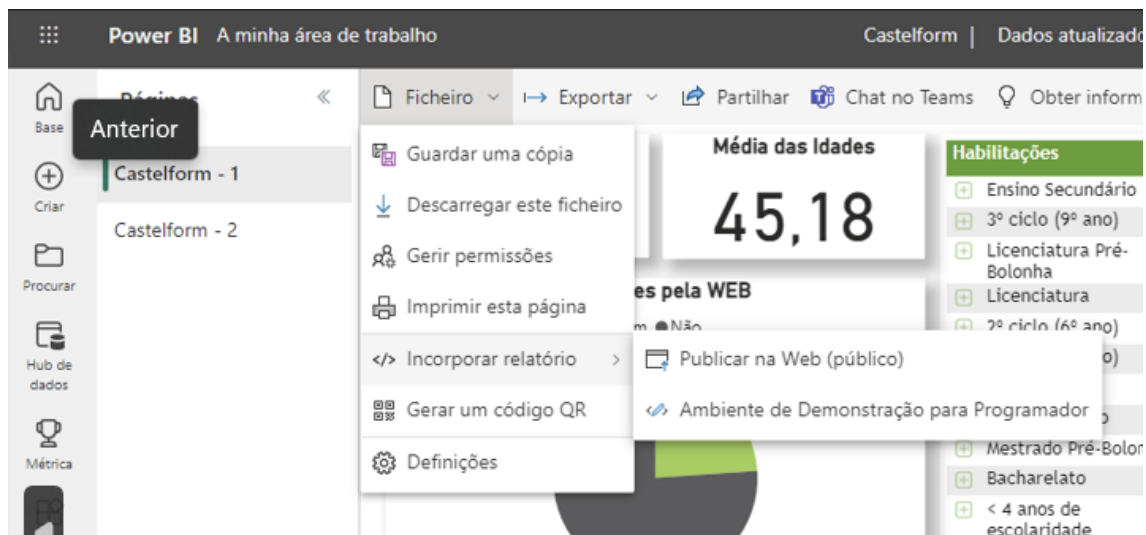 Power BI A minha área de trabalho
Castelform | Dados atualizado
Base
Criar
Procurar
Hub de
dados
Métrica
Páginas
Anterior
Castelform - 1
Castelform - 2
Ficheiro Exportar Partilhar Chat no Teams Obter inform
Guardar uma cópia
Descarregar este ficheiro
Gerir permissões
Imprimir esta página
</> Incorporar relatório
Gerar um código QR
Definições
Publicar na Web (público)
Ambiente de Demonstração para Programador
Média das Idades
45,18
es pela WEB
m Não
Habilitações
Ensino Secundário
3º ciclo (9º ano)
Licenciatura Pré-
Bolonha
Licenciatura
2º ciclo (6º ano)
o)
Mestrado Pré-Bolon
Bacharelato
< 4 anos de
escolaridade